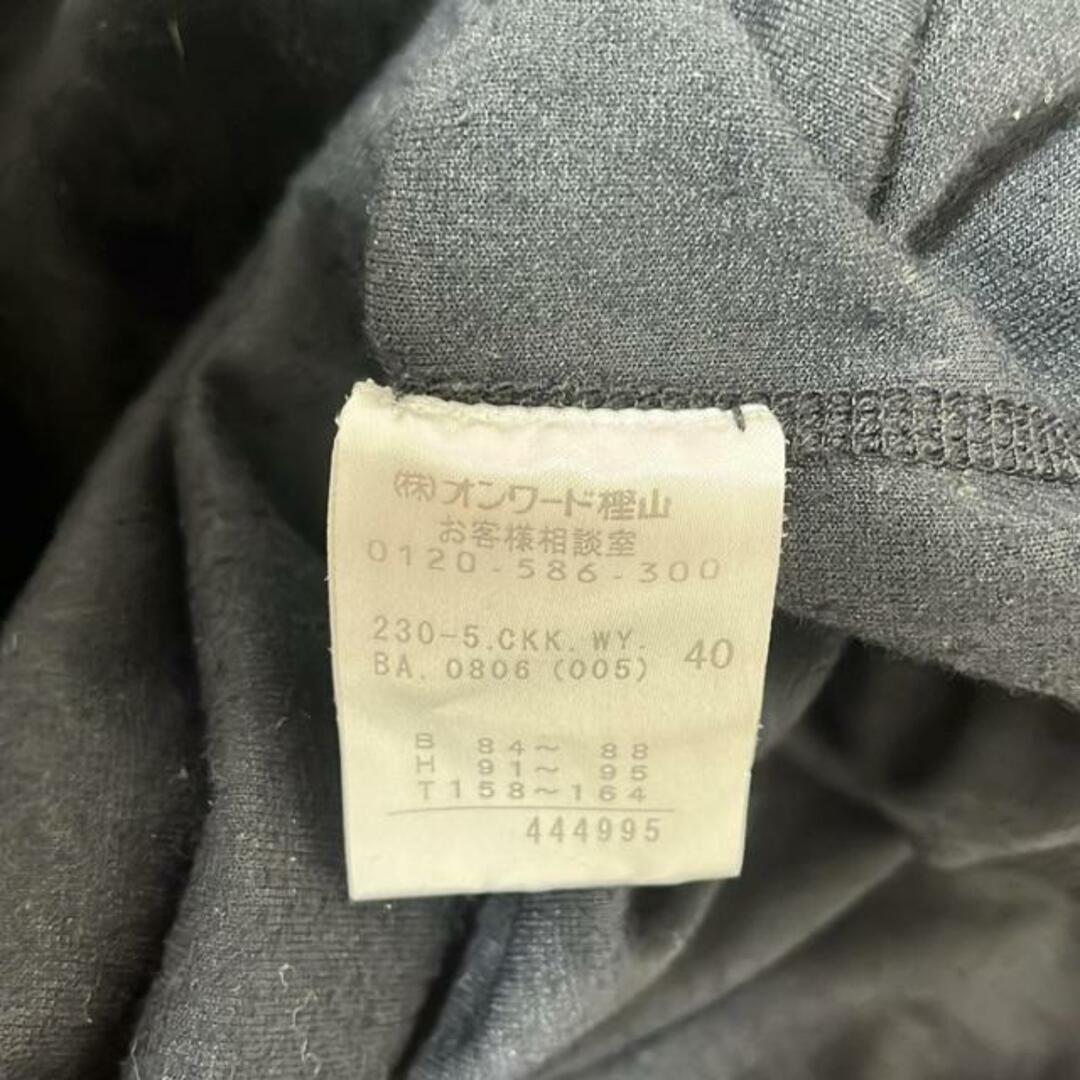 (株)オンワード樫山
お客様相談室
0120-586-300
230-5.CKK.WY.
BA.0806(005) 40
B 84~ 88
H 91~ 95
T158~164
444995